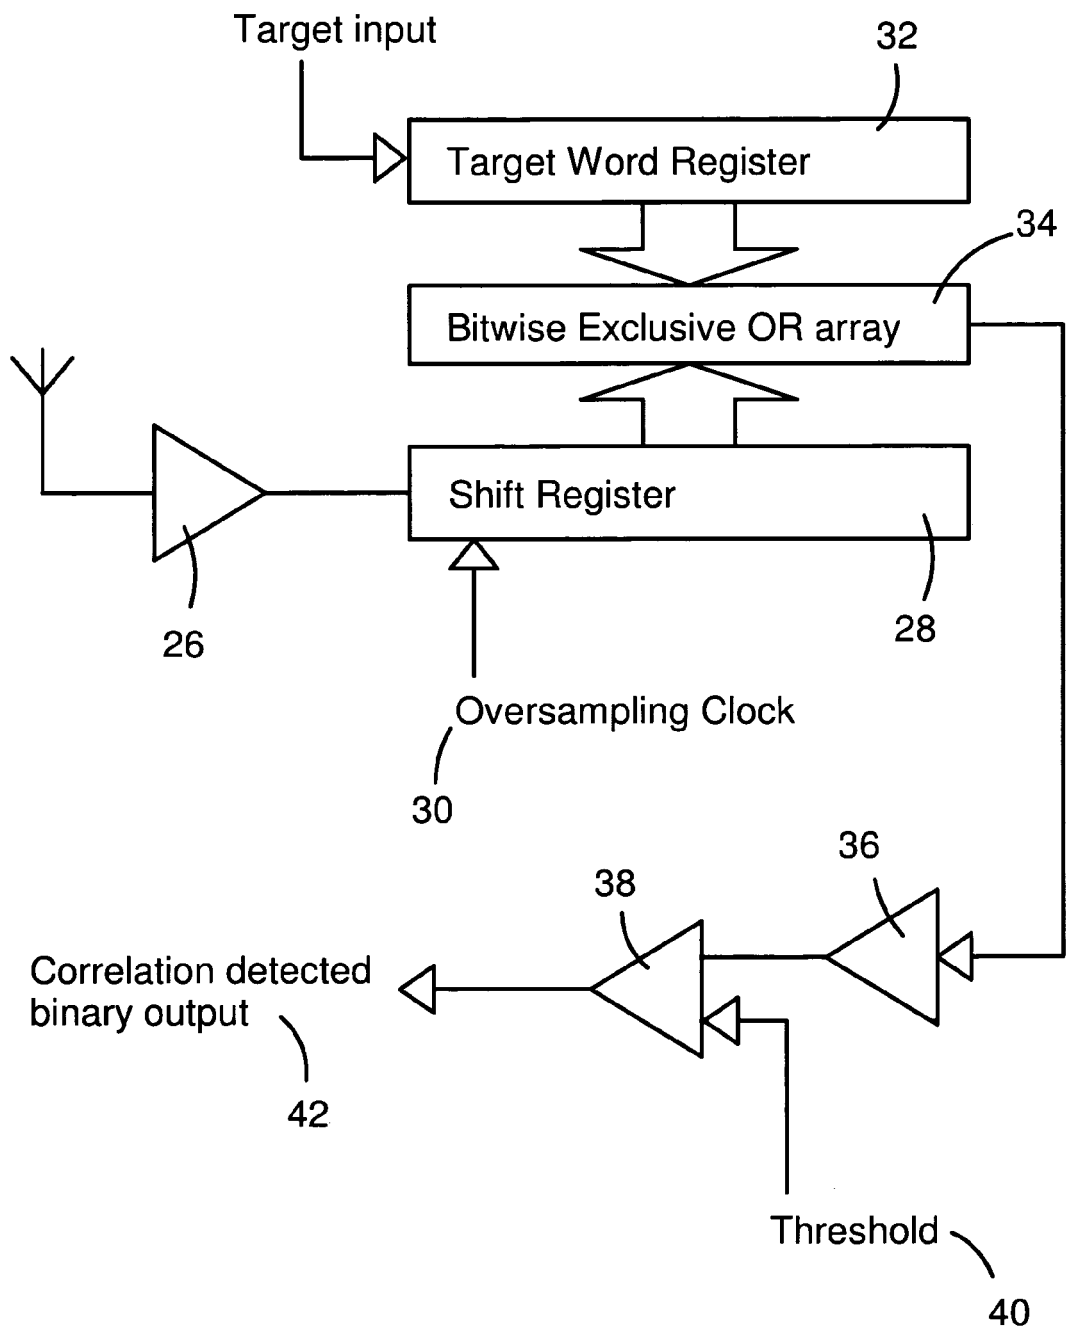 Target input
32
Target Word Register
34
Bitwise Exclusive OR array
Shift Register
26
28
Oversampling Clock
30
36
38
Correlation detected
binary output
42
Threshold
40